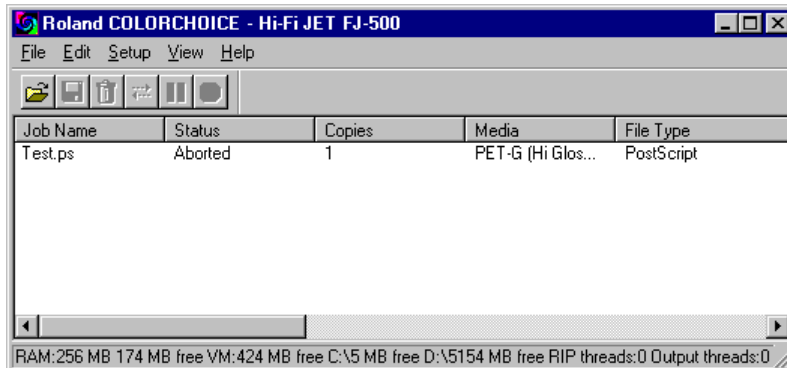 Roland COLORCHOICE - Hi-Fi JET FJ-500
File Edit Setup View Help
Job Name Status Copies Media File Type
Test.ps Aborted 1 PET-G (Hi Glos... PostScript
RAM:256 MB 174 MB free VM:424 MB free C:\5 MB free D:\5154 MB free RIP threads:0 Output threads:0